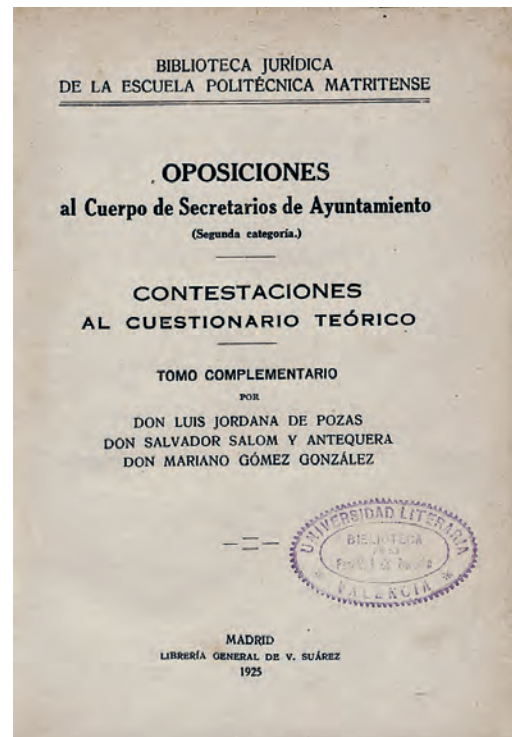 BIBLIOTECA JURÍDICA
DE LA ESCUELA POLITÉCNICA MATRITENSE
OPOSICIONES
al Cuerpo de Secretarios de Ayuntamiento
(Segunda categoría.)
CONTESTACIONES
AL CUESTIONARIO TEÓRICO
TOMO COMPLEMENTARIO
POR
DON LUIS JORDANA DE POZAS
DON SALVADOR SALOM Y ANTEQUERA
DON MARIANO GÓMEZ GONZÁLEZ
UNIVERSIDAD LITERARIA
BIBLIOTECA
VALENCIA
MADRID
LIBRERÍA GENERAL DE V. SUÁREZ
1925